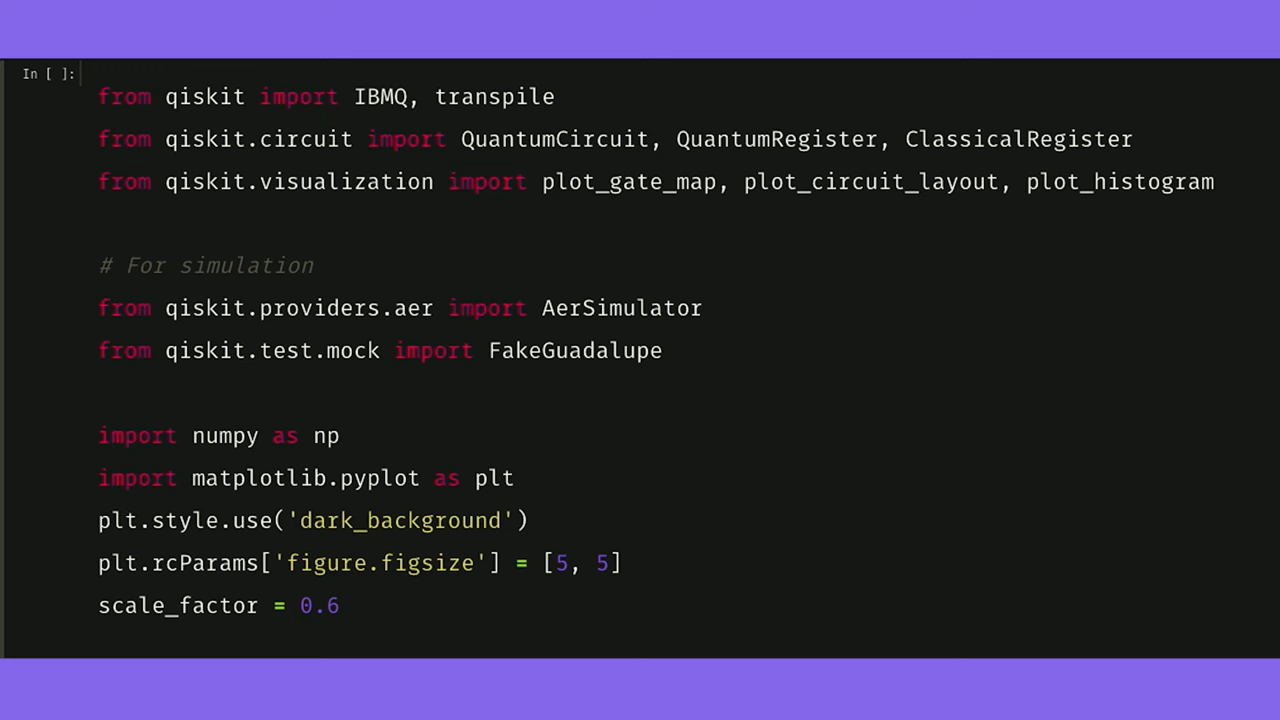 In [ ]:
from qiskit import IBMQ, transpile
from qiskit.circuit import QuantumCircuit, QuantumRegister, ClassicalRegister
from qiskit.visualization import plot_gate_map, plot_circuit_layout, plot_histogram
# For simulation
from qiskit.providers.aer import AerSimulator
from qiskit.test.mock import FakeGuadalupe
import numpy as np
import matplotlib.pyplot as plt
plt.style.use('dark_background')
plt.rcParams['figure.figsize'] = [5, 5]
scale_factor = 0.6